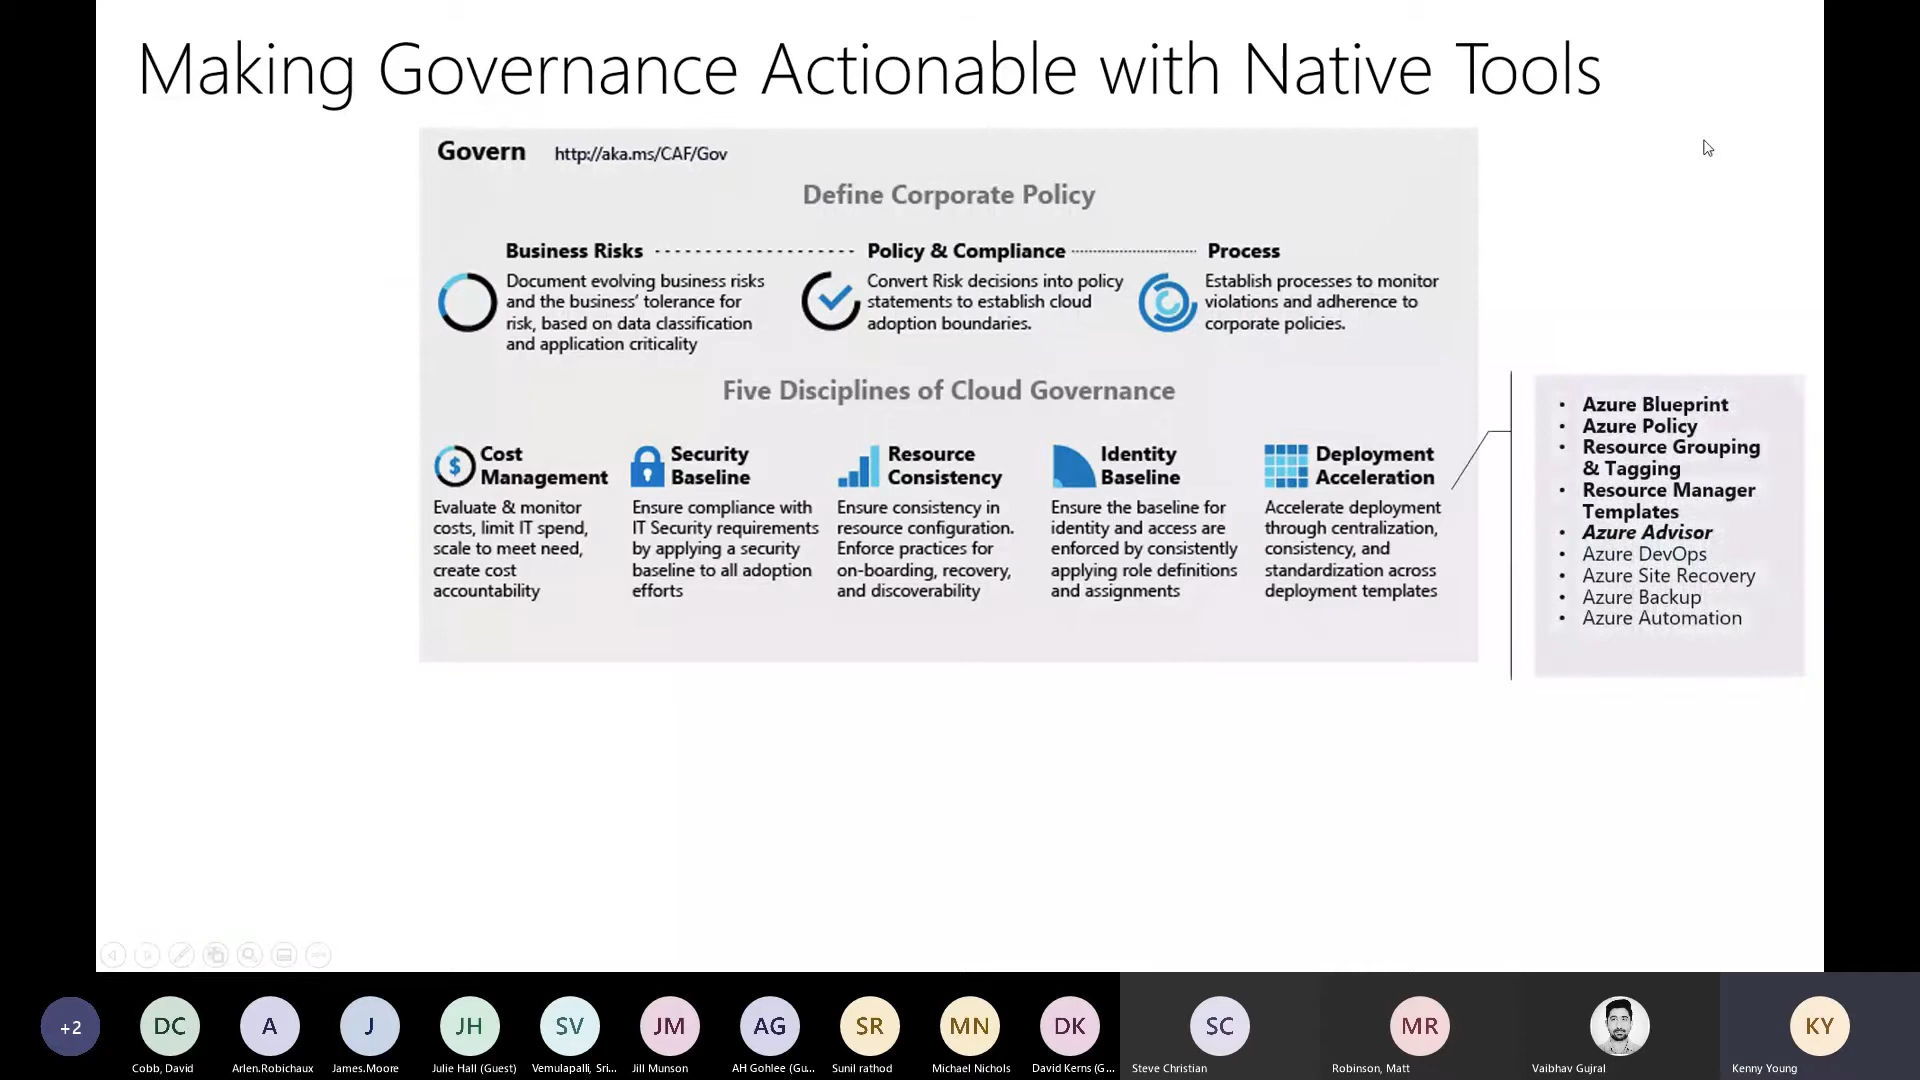 Making Governance Actionable with Native Tools
Govern http://aka.ms/CAF/Gov
Define Corporate Policy
Business Risks
Document evolving business risks
and the business’ tolerance for
risk, based on data classification
and application criticality
Policy & Compliance
Convert Risk decisions into policy
statements to establish cloud
adoption boundaries.
Process
Establish processes to monitor
violations and adherence to
corporate policies.
Five Disciplines of Cloud Governance
$
Cost
Management
Evaluate & monitor
costs, limit IT spend,
scale to meet need,
create cost
accountability
Security
Baseline
Ensure compliance with
IT Security requirements
by applying a security
baseline to all adoption
efforts
Resource
Consistency
Ensure consistency in
resource configuration.
Enforce practices for
on-boarding, recovery,
and discoverability
Identity
Baseline
Ensure the baseline for
identity and access are
enforced by consistently
applying role definitions
and assignments
Deployment
Acceleration
Accelerate deployment
through centralization,
consistency, and
standardization across
deployment templates
• Azure Blueprint
• Azure Policy
• Resource Grouping
& Tagging
• Resource Manager
Templates
• Azure Advisor
• Azure DevOps
• Azure Site Recovery
• Azure Backup
• Azure Automation
+2
DC
Cobb, David
A
Arlen.Robichaux
J
James.Moore
JH
Julie Hall (Guest)
SV
Vemulapalli, Sri...
JM
Jill Munson
AG
AH Gohlee (Gu...
SR
Sunil rathod
MN
Michael Nichols
DK
David Kerns (G...
SC
Steve Christian
MR
Robinson, Matt
Vaibhav Gujral
KY
Kenny Young